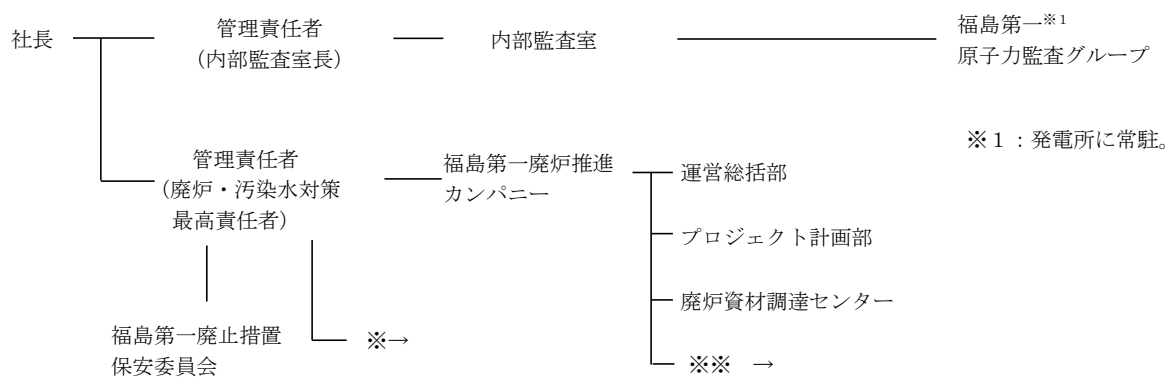 社長
管理責任者
(内部監査室長)
内部監査室
福島第一※1
原子力監査グループ
※1:発電所に常駐。
管理責任者
(廃炉・汚染水対策
最高責任者)
福島第一廃炉推進
カンパニー
運営総括部
プロジェクト計画部
廃炉資材調達センター
福島第一廃止措置
保安委員会
※→
※※ →